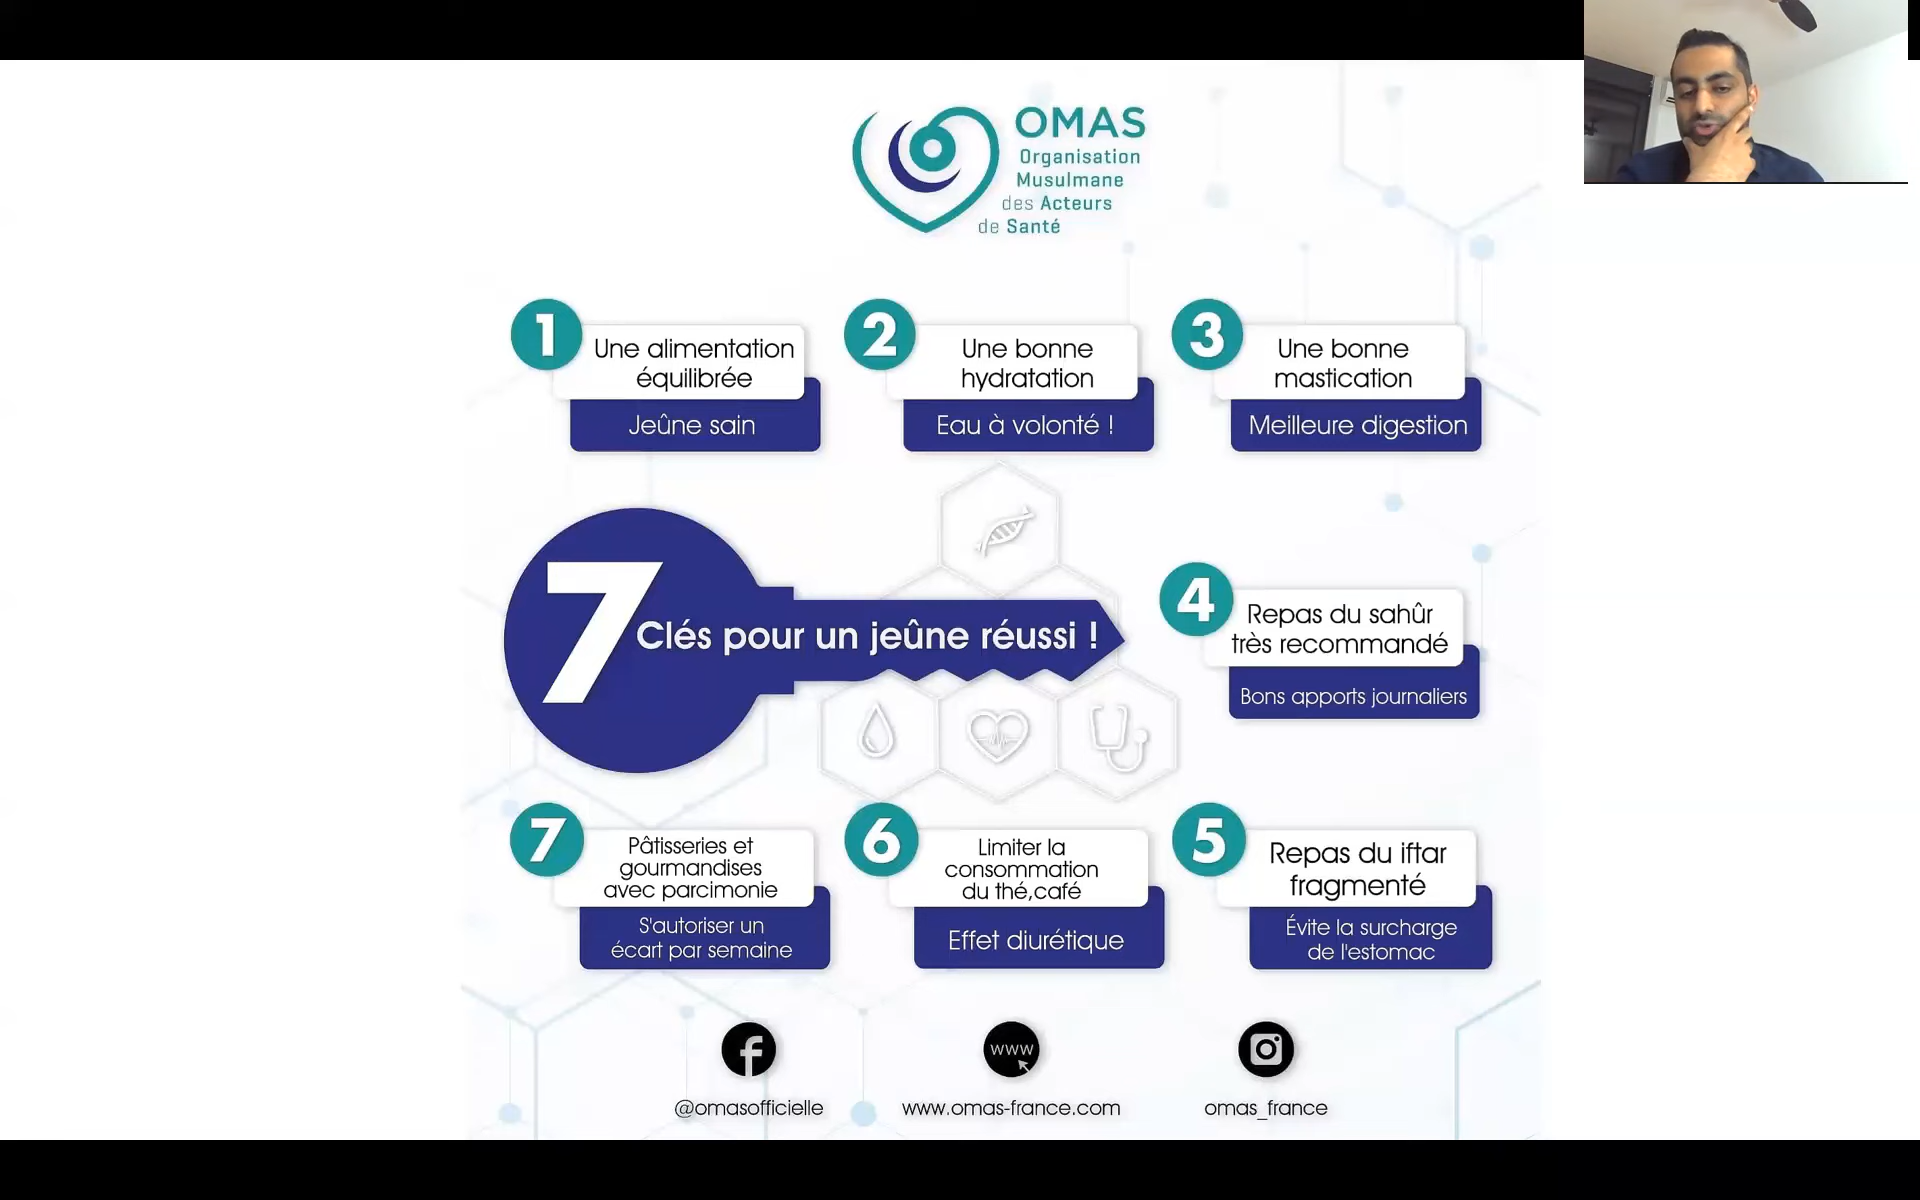 OMAS
Organisation
Musulmane
des Acteurs
de Santé
1
Une alimentation
équilibrée
Jeûne sain
2
Une bonne
hydratation
Eau à volonté !
3
Une bonne
mastication
Meilleure digestion
7
Clés pour un jeûne réussi !
4
Repas du sahûr
très recommandé
Bons apports journaliers
7
Pâtisseries et
gourmandises
avec parcimonie
S'autoriser un
écart par semaine
6
Limiter la
consommation
du thé,café
Effet diurétique
5
Repas du iftar
fragmenté
Évite la surcharge
de l'estomac
www
@omasofficielle
www.omas-france.com
omas_france